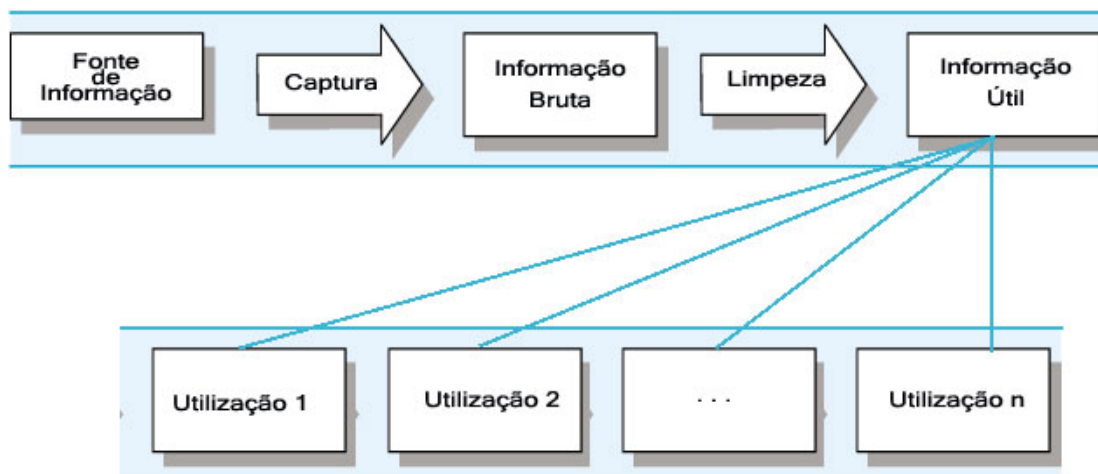 Fonte
de
Informação
Captura
Informação
Bruta
Limpeza
Informação
Útil
Utilização 1
Utilização 2
. . .
Utilização n